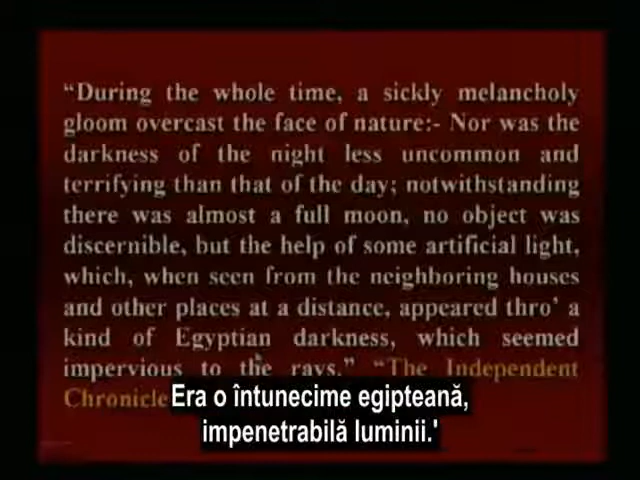 “During the whole time, a sickly melancholy
gloom overcast the face of nature:- Nor was the
darkness of the night less uncommon and
terrifying than that of the day; notwithstanding
there was almost a full moon, no object was
discernible, but the help of some artificial light,
which, when seen from the neighboring houses
and other places at a distance, appeared thro’ a
kind of Egyptian darkness, which seemed
impervious to the rays.” “The Independent
Chronicle
Era o întunecime egipteană,
impenetrabilă luminii.'